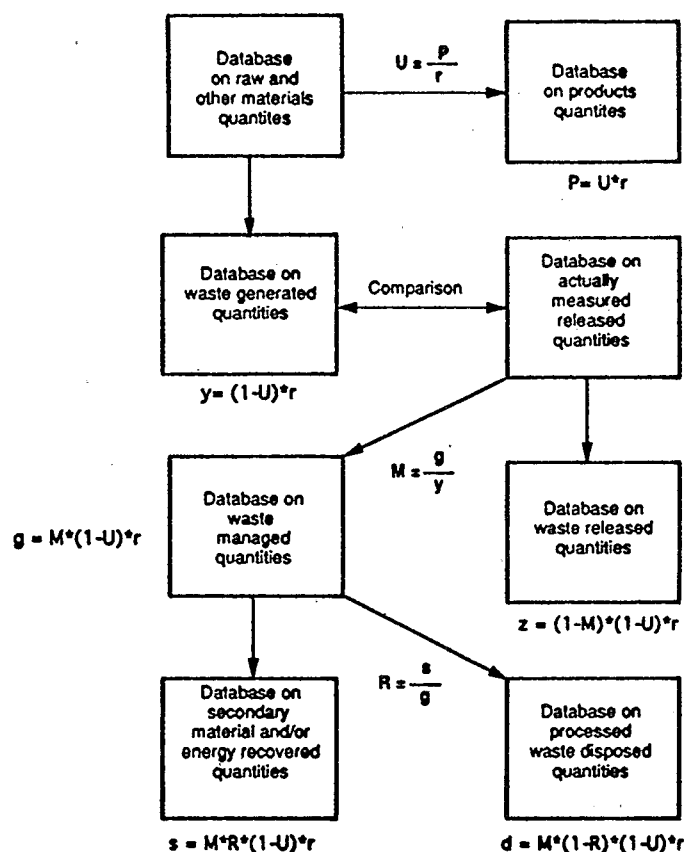 Database
on raw and
other materials
quantites
U = P
r
Database
on products
quantites
P= U*r
Database on
waste generated
quantities
Comparison
Database on
actually
measured
released
quantities
y= (1-U)*r
Database on
waste
managed
quantities
M = g
y
Database on
waste released
quantities
g = M*(1-U)*r
z = (1-M)*(1-U)*r
Database on
secondary
material and/or
energy recovered
quantities
R = s
g
Database on
processed
waste disposed
quantities
s = M*R*(1-U)*r
d = M*(1-R)*(1-U)*r